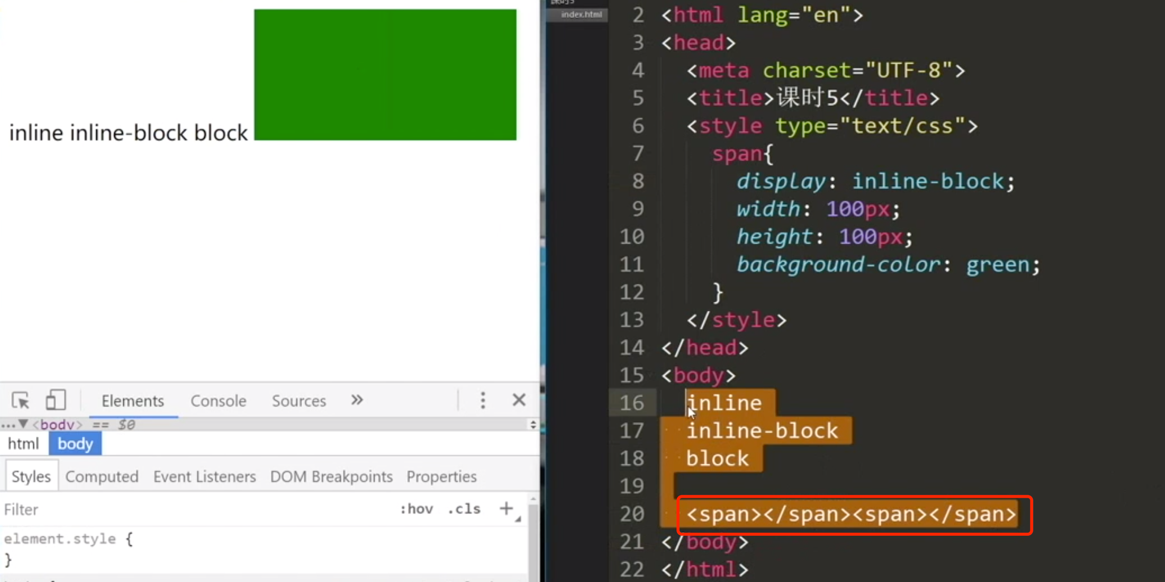 inline inline-block block
Elements Console Sources »
...▼<body> == $0
html body
Styles Computed Event Listeners DOM Breakpoints Properties
Filter :hov .cls +
element.style {
}
index.html
2 <html lang="en">
3 <head>
4 <meta charset="UTF-8">
5 <title>课时5</title>
6 <style type="text/css">
7 span{
8 display: inline-block;
9 width: 100px;
10 height: 100px;
11 background-color: green;
12 }
13 </style>
14 </head>
15 <body>
16 inline
17 inline-block
18 block
19
20 <span></span><span></span>
21 </body>
22 </html>